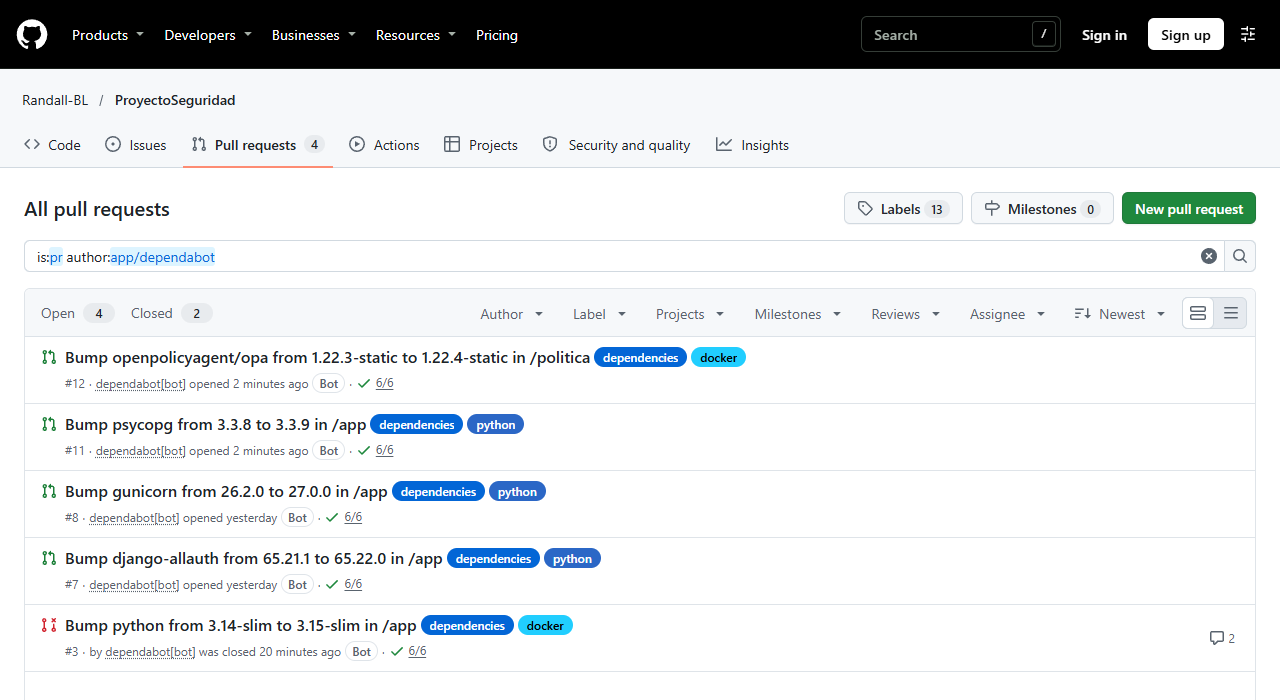 Products Developers Businesses Resources Pricing Search / Sign in Sign up
Randall-BL / ProyectoSeguridad
Code Issues Pull requests 4 Actions Projects Security and quality Insights
All pull requests Labels 13 Milestones 0 New pull request
is:pr author:app/dependabot
Open 4 Closed 2 Author Label Projects Milestones Reviews Assignee Newest
Bump openpolicyagent/opa from 1.22.3-static to 1.22.4-static in /politica dependencies docker
#12 · dependabot[bot] opened 2 minutes ago Bot · 6/6
Bump psycopg from 3.3.8 to 3.3.9 in /app dependencies python
#11 · dependabot[bot] opened 2 minutes ago Bot · 6/6
Bump gunicorn from 26.2.0 to 27.0.0 in /app dependencies python
#8 · dependabot[bot] opened yesterday Bot · 6/6
Bump django-allauth from 65.21.1 to 65.22.0 in /app dependencies python
#7 · dependabot[bot] opened yesterday Bot · 6/6
Bump python from 3.14-slim to 3.15-slim in /app dependencies docker
#3 · by dependabot[bot] was closed 20 minutes ago Bot · 6/6 2